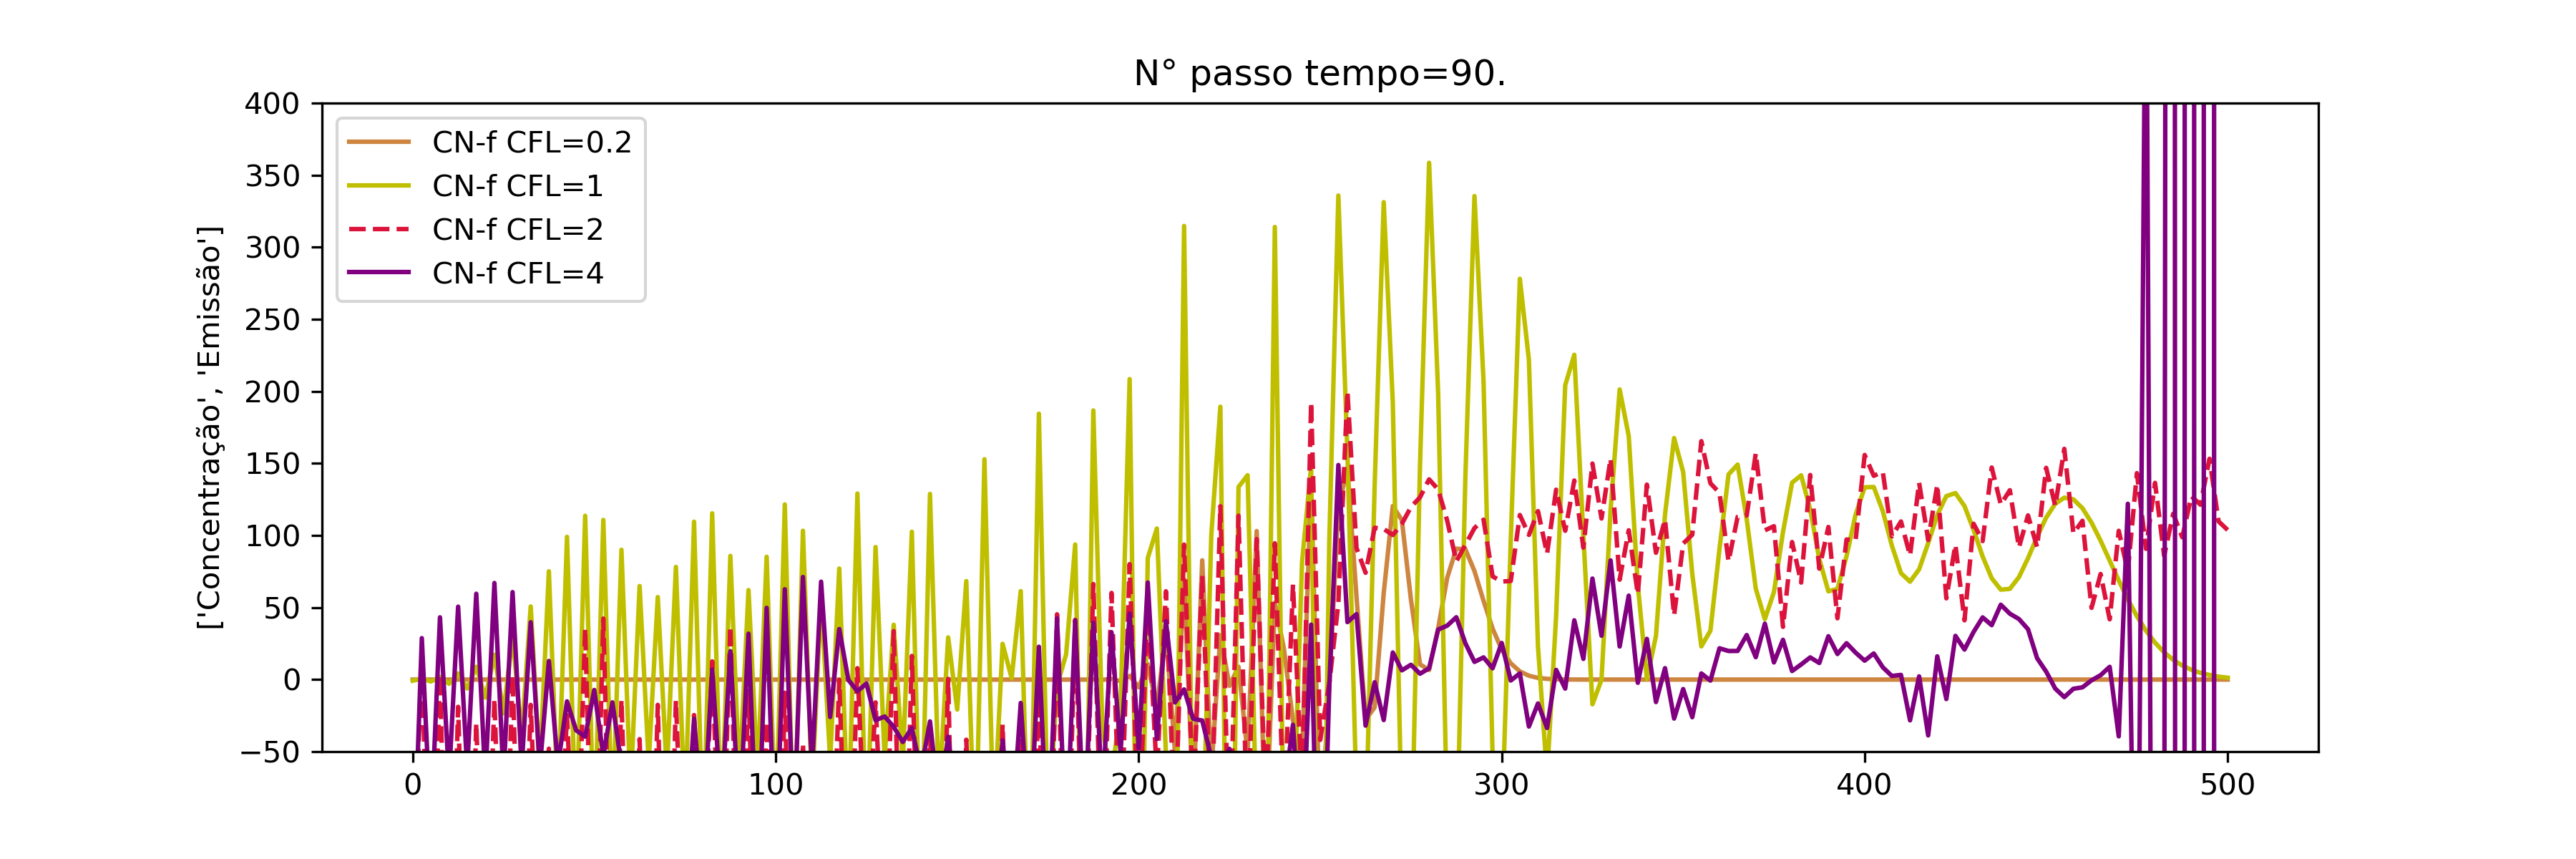 N° passo tempo=90.
['Concentração', 'Emissão']
400
350
300
250
200
150
100
50
0
−50
CN-f CFL=0.2
CN-f CFL=1
CN-f CFL=2
CN-f CFL=4
0 100 200 300 400 500